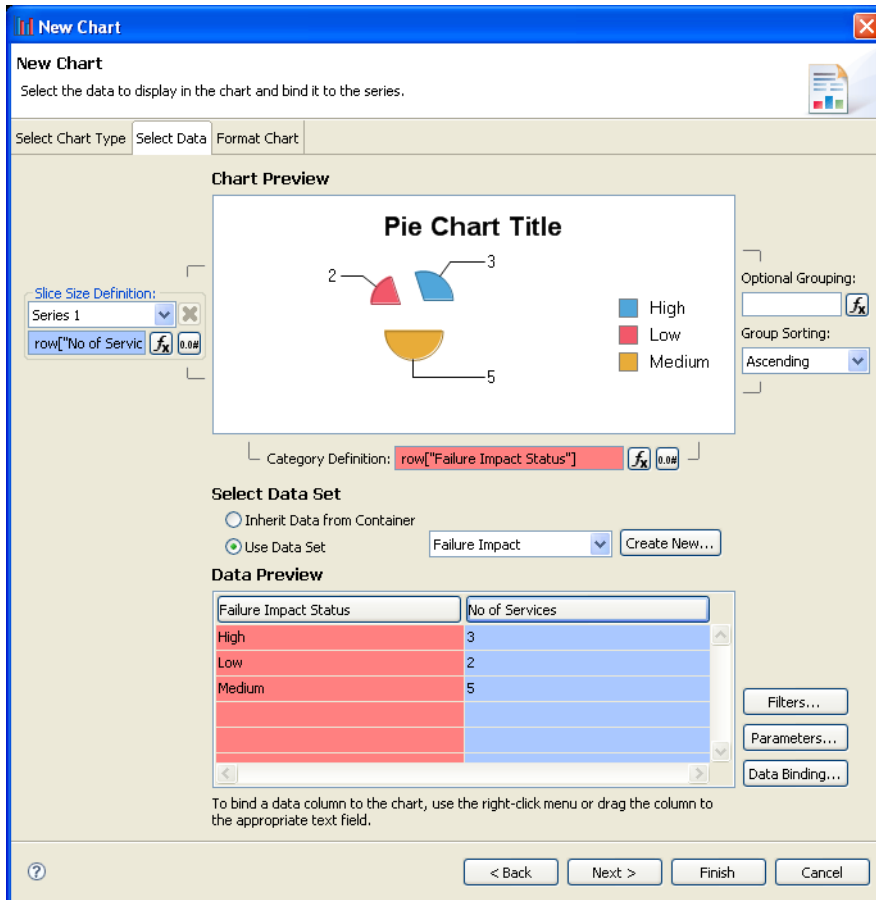 New Chart
New Chart
Select the data to display in the chart and bind it to the series.
Select Chart Type Select Data Format Chart
Chart Preview
Pie Chart Title
2
3
5
High
Low
Medium
Slice Size Definition:
Series 1
row["No of Servic fx 0.0#
Optional Grouping:
fx
Group Sorting:
Ascending
Category Definition: row["Failure Impact Status"] fx 0.0#
Select Data Set
Inherit Data from Container
Use Data Set Failure Impact Create New...
Data Preview
Failure Impact Status No of Services
High 3
Low 2
Medium 5
Filters...
Parameters...
Data Binding...
To bind a data column to the chart, use the right-click menu or drag the column to
the appropriate text field.
? < Back Next > Finish Cancel